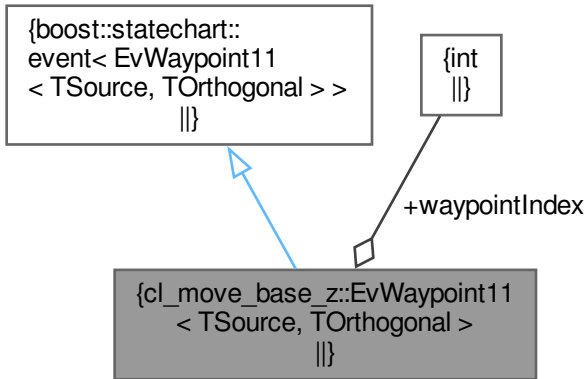 {boost::statechart::
event< EvWaypoint11
< TSource, TOrthogonal > >
||}
{int
||}
+waypointIndex
{cl_move_base_z::EvWaypoint11
< TSource, TOrthogonal >
||}